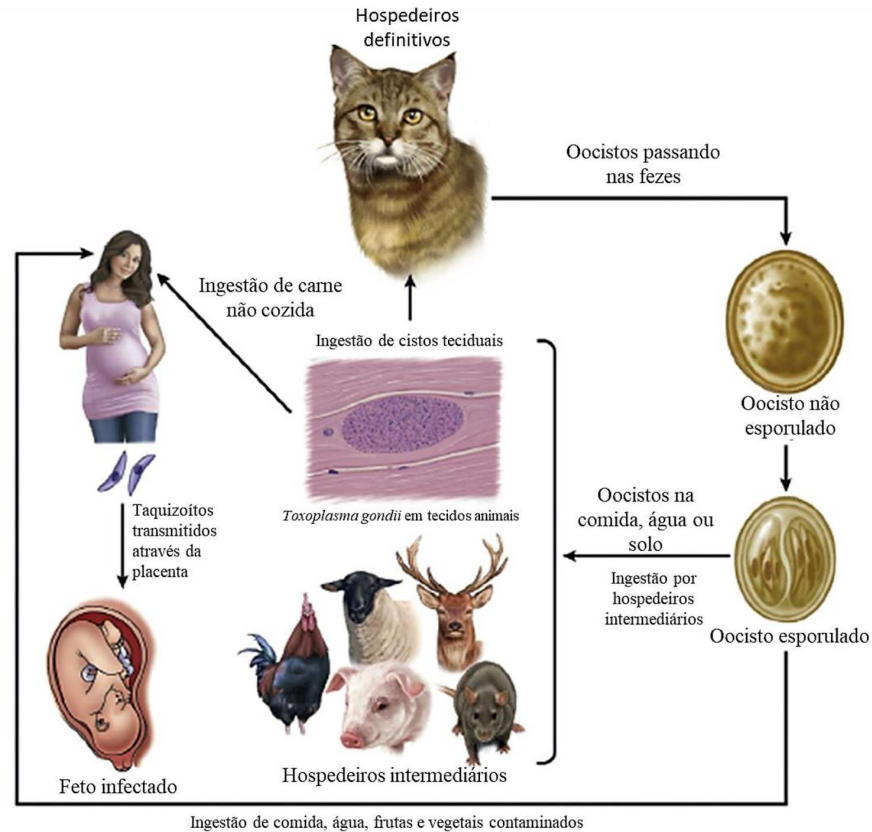 Hospedeiros
definitivos
Oocistos passando
nas fezes
Ingestão de carne
não cozida
Ingestão de cistos teciduais
Oocisto não
esporulado
Toxoplasma gondii em tecidos animais
Oocistos na
comida, água ou
solo
Taquizoítos
transmitidos
através da
placenta
Ingestão por
hospedeiros
intermediários
Oocisto esporulado
Feto infectado
Hospedeiros intermediários
Ingestão de comida, água, frutas e vegetais contaminados